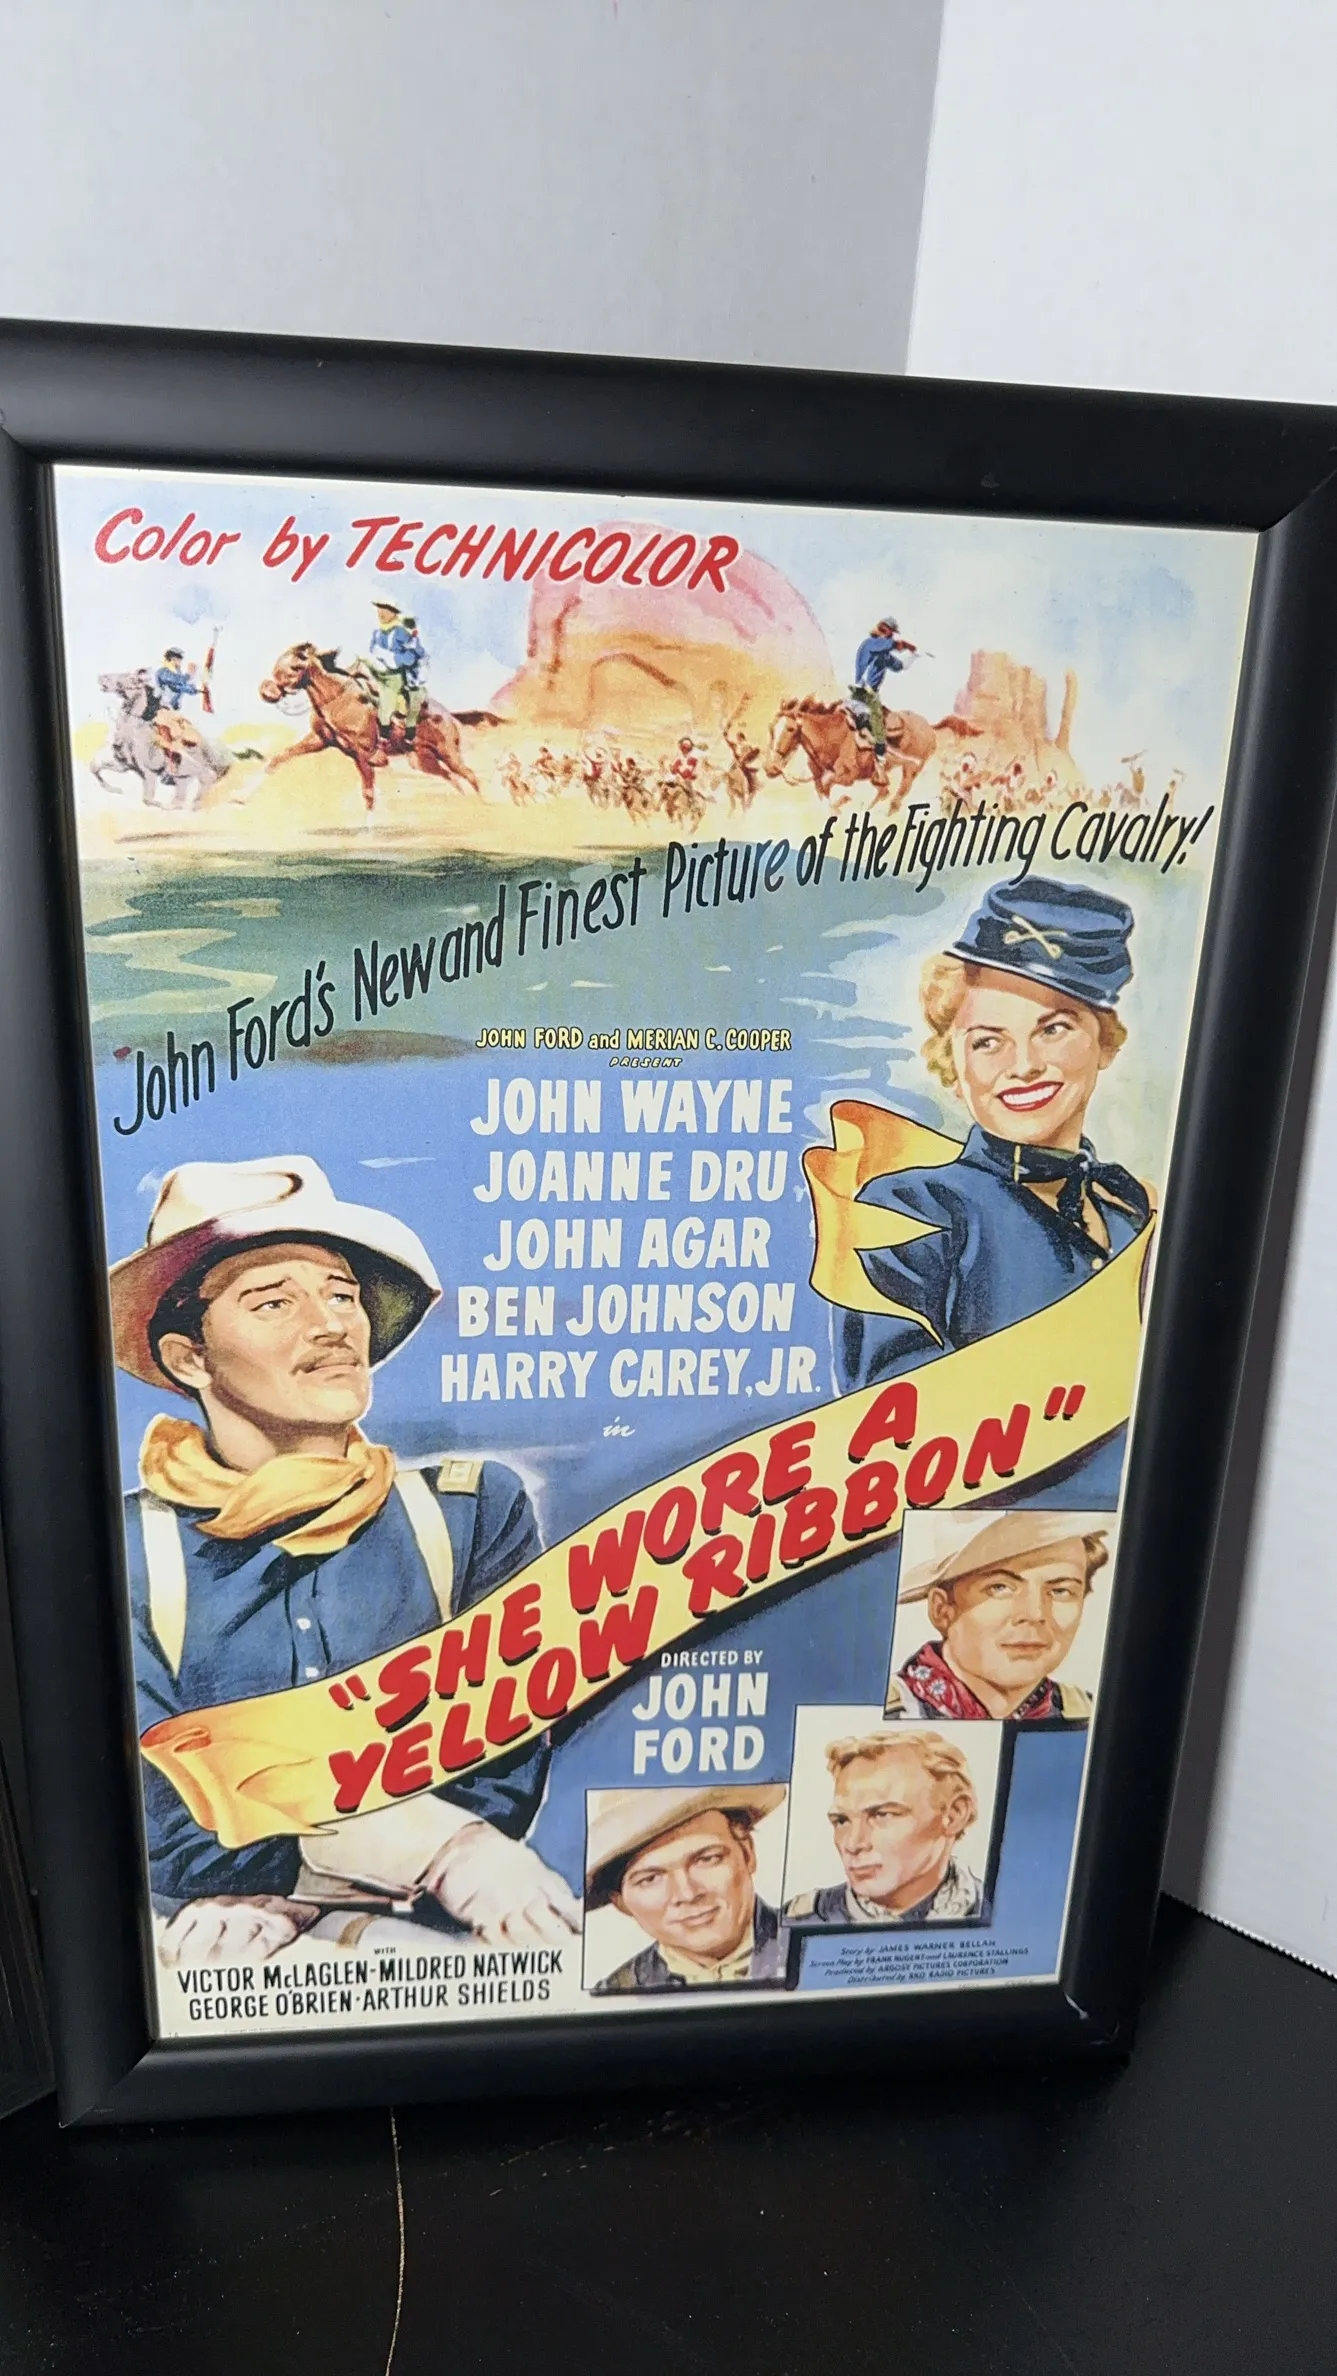 Color by TECHNICOLOR
John Ford's New and Finest Picture of the Fighting Cavalry!
JOHN FORD and MERIAN C. COOPER
PRESENT
JOHN WAYNE
JOANNE DRU
JOHN AGAR
BEN JOHNSON
HARRY CAREY, JR.
in
"SHE WORE A
YELLOW RIBBON"
DIRECTED BY
JOHN
FORD
WITH
VICTOR McLAGLEN-MILDRED NATWICK
GEORGE O'BRIEN·ARTHUR SHIELDS
Story by JAMES WARNER BELLAH
Screen Play by FRANK NUGENT and LAURENCE STALLINGS
Produced by ARGOSY PICTURES CORPORATION
Distributed by RKO RADIO PICTURES